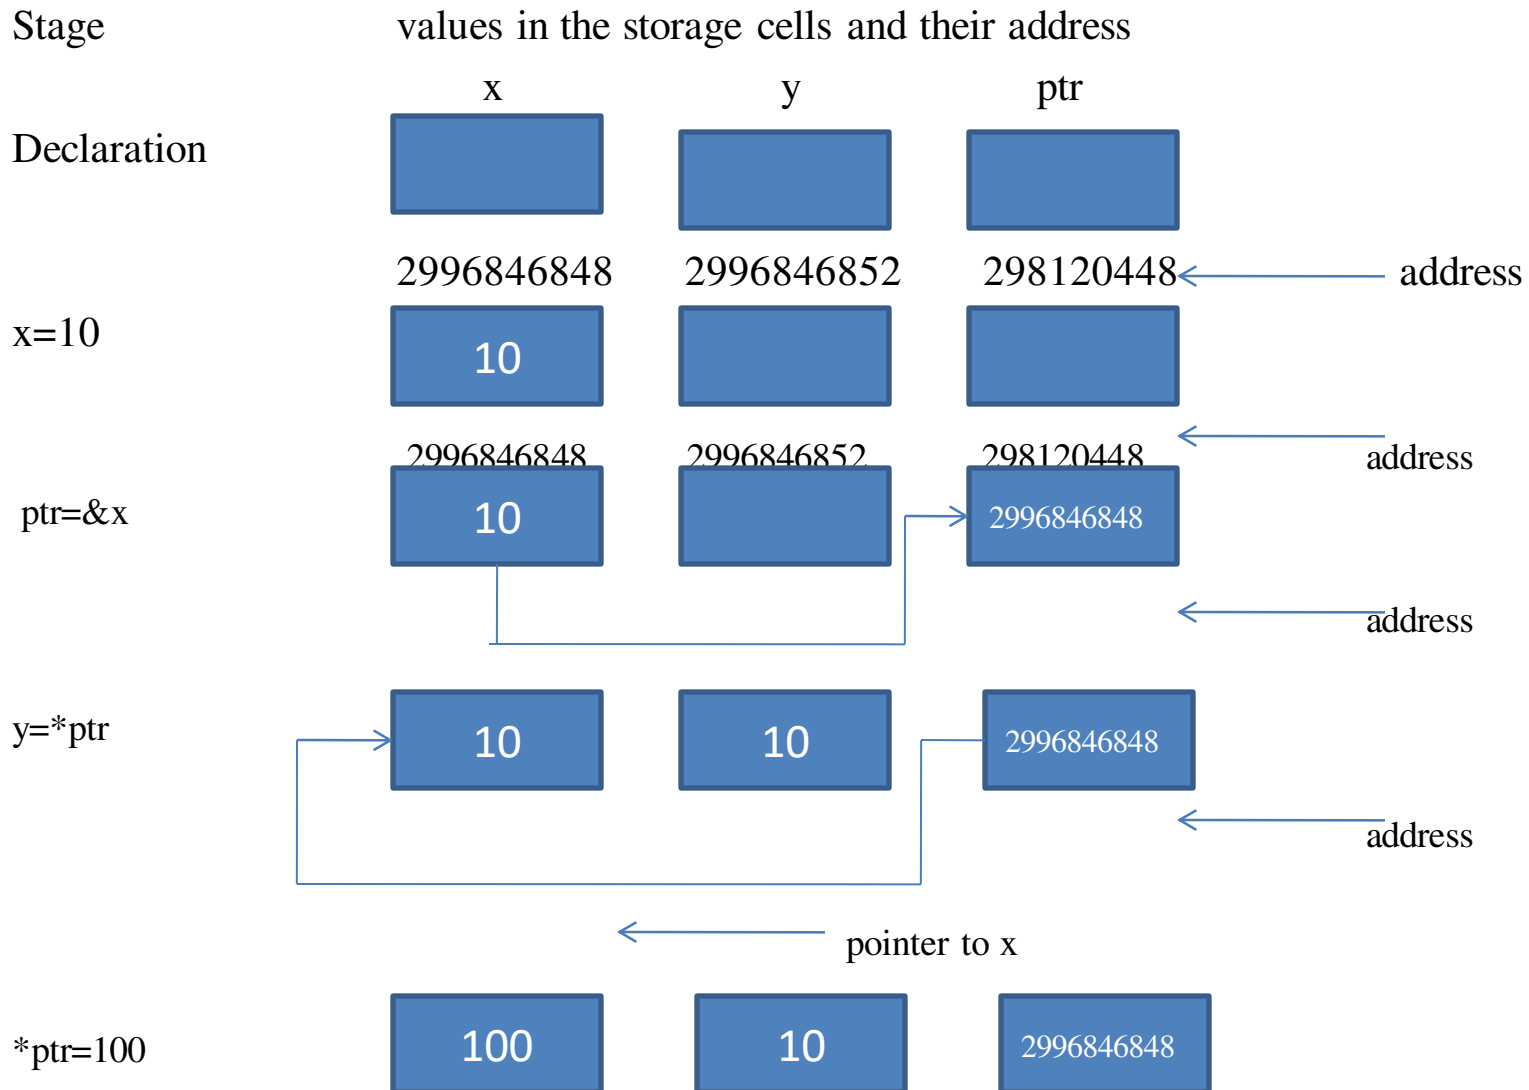 Stage values in the storage cells and their address
x y ptr
Declaration
2996846848 2996846852 298120448 address
x=10 10
2996846848 2996846852 298120448 address
ptr=&x 10 2996846848
address
y=*ptr 10 10 2996846848
address
pointer to x
*ptr=100 100 10 2996846848